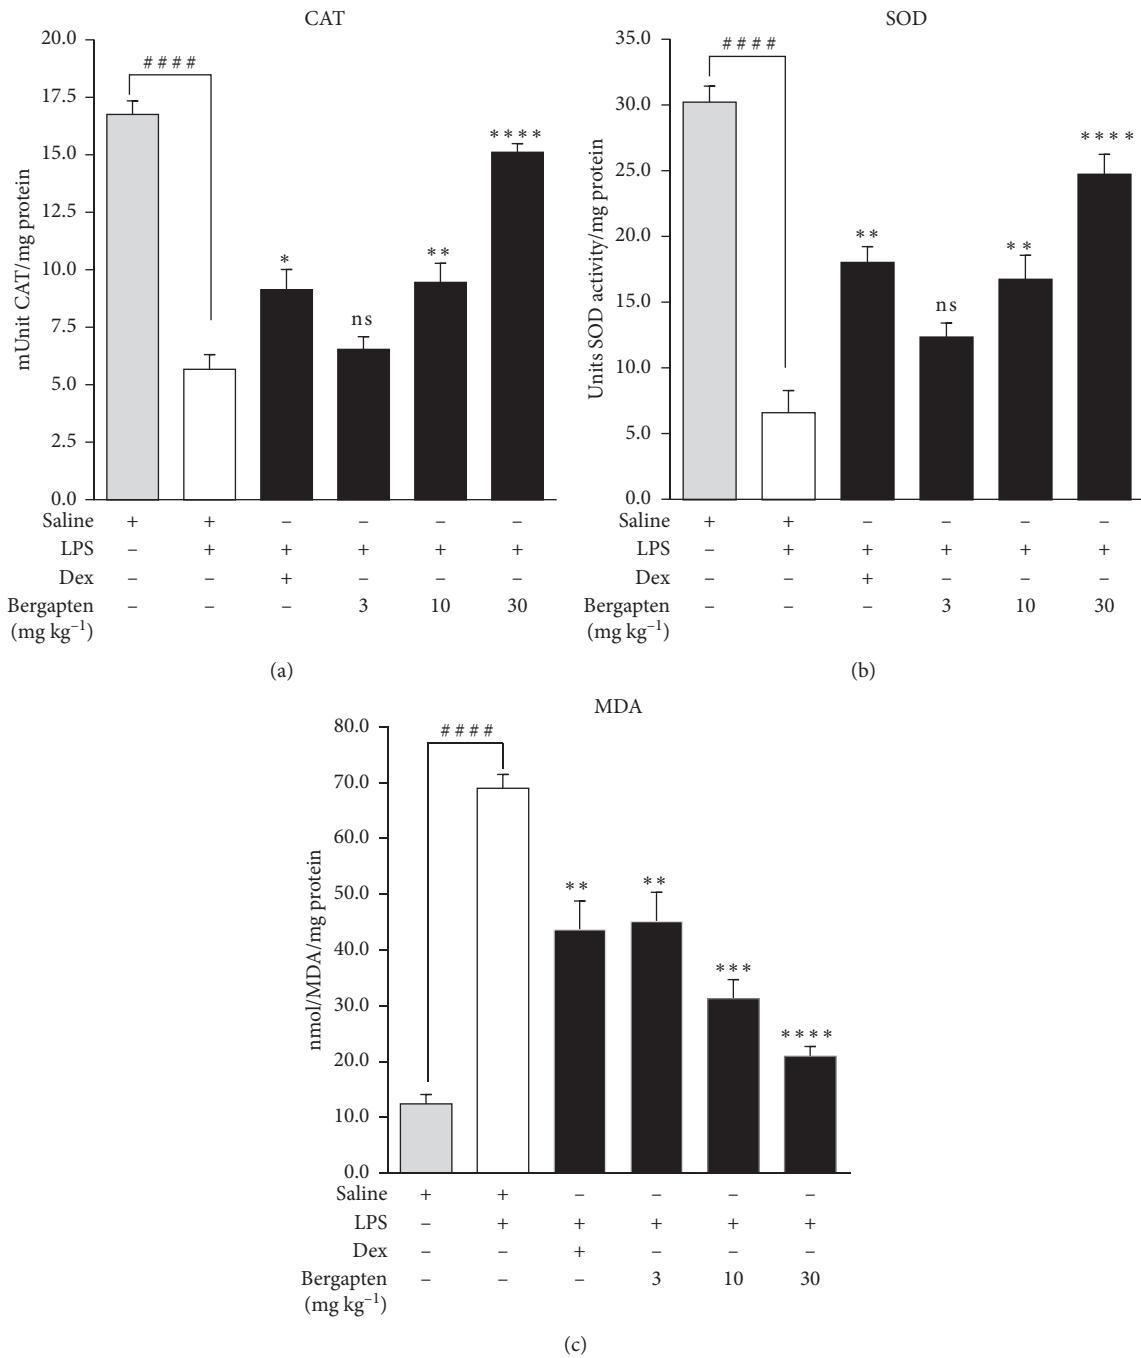 CAT
20.0
17.5
15.0
12.5
10.0
7.5
5.0
2.5
0.0
mUnit CAT/mg protein
####
*
ns
**
****
Saline + + – – – –
LPS – + + + + +
Dex – – + – – –
Bergapten – – – 3 10 30
(mg kg–1)
(a)
SOD
35.0
30.0
25.0
20.0
15.0
10.0
5.0
0.0
Units SOD activity/mg protein
####
**
ns
**
****
Saline + + – – – –
LPS – + + + + +
Dex – – + – – –
Bergapten – – – 3 10 30
(mg kg–1)
(b)
MDA
80.0
70.0
60.0
50.0
40.0
30.0
20.0
10.0
0.0
nmol/MDA/mg protein
####
**
**
***
****
Saline + + – – – –
LPS – + + + + +
Dex – – + – – –
Bergapten – – – 3 10 30
(mg kg–1)
(c)